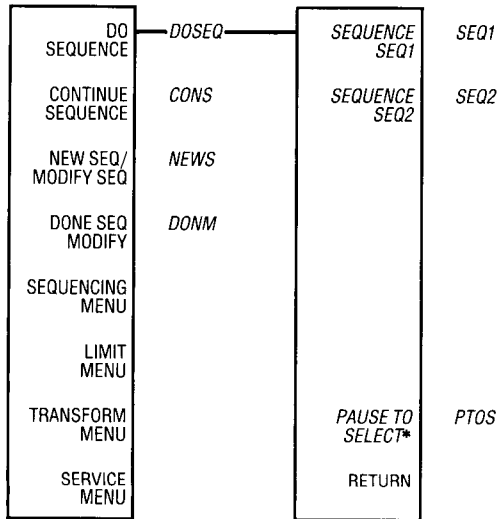 DO
SEQUENCE
DOSEQ
SEQUENCE
SEQ1
SEQ1
CONTINUE
SEQUENCE
CONS
SEQUENCE
SEQ2
SEQ2
NEW SEQ/
MODIFY SEQ
NEWS
DONE SEQ
MODIFY
DONM
SEQUENCING
MENU
LIMIT
MENU
TRANSFORM
MENU
PAUSE TO
SELECT*
PTOS
SERVICE
MENU
RETURN